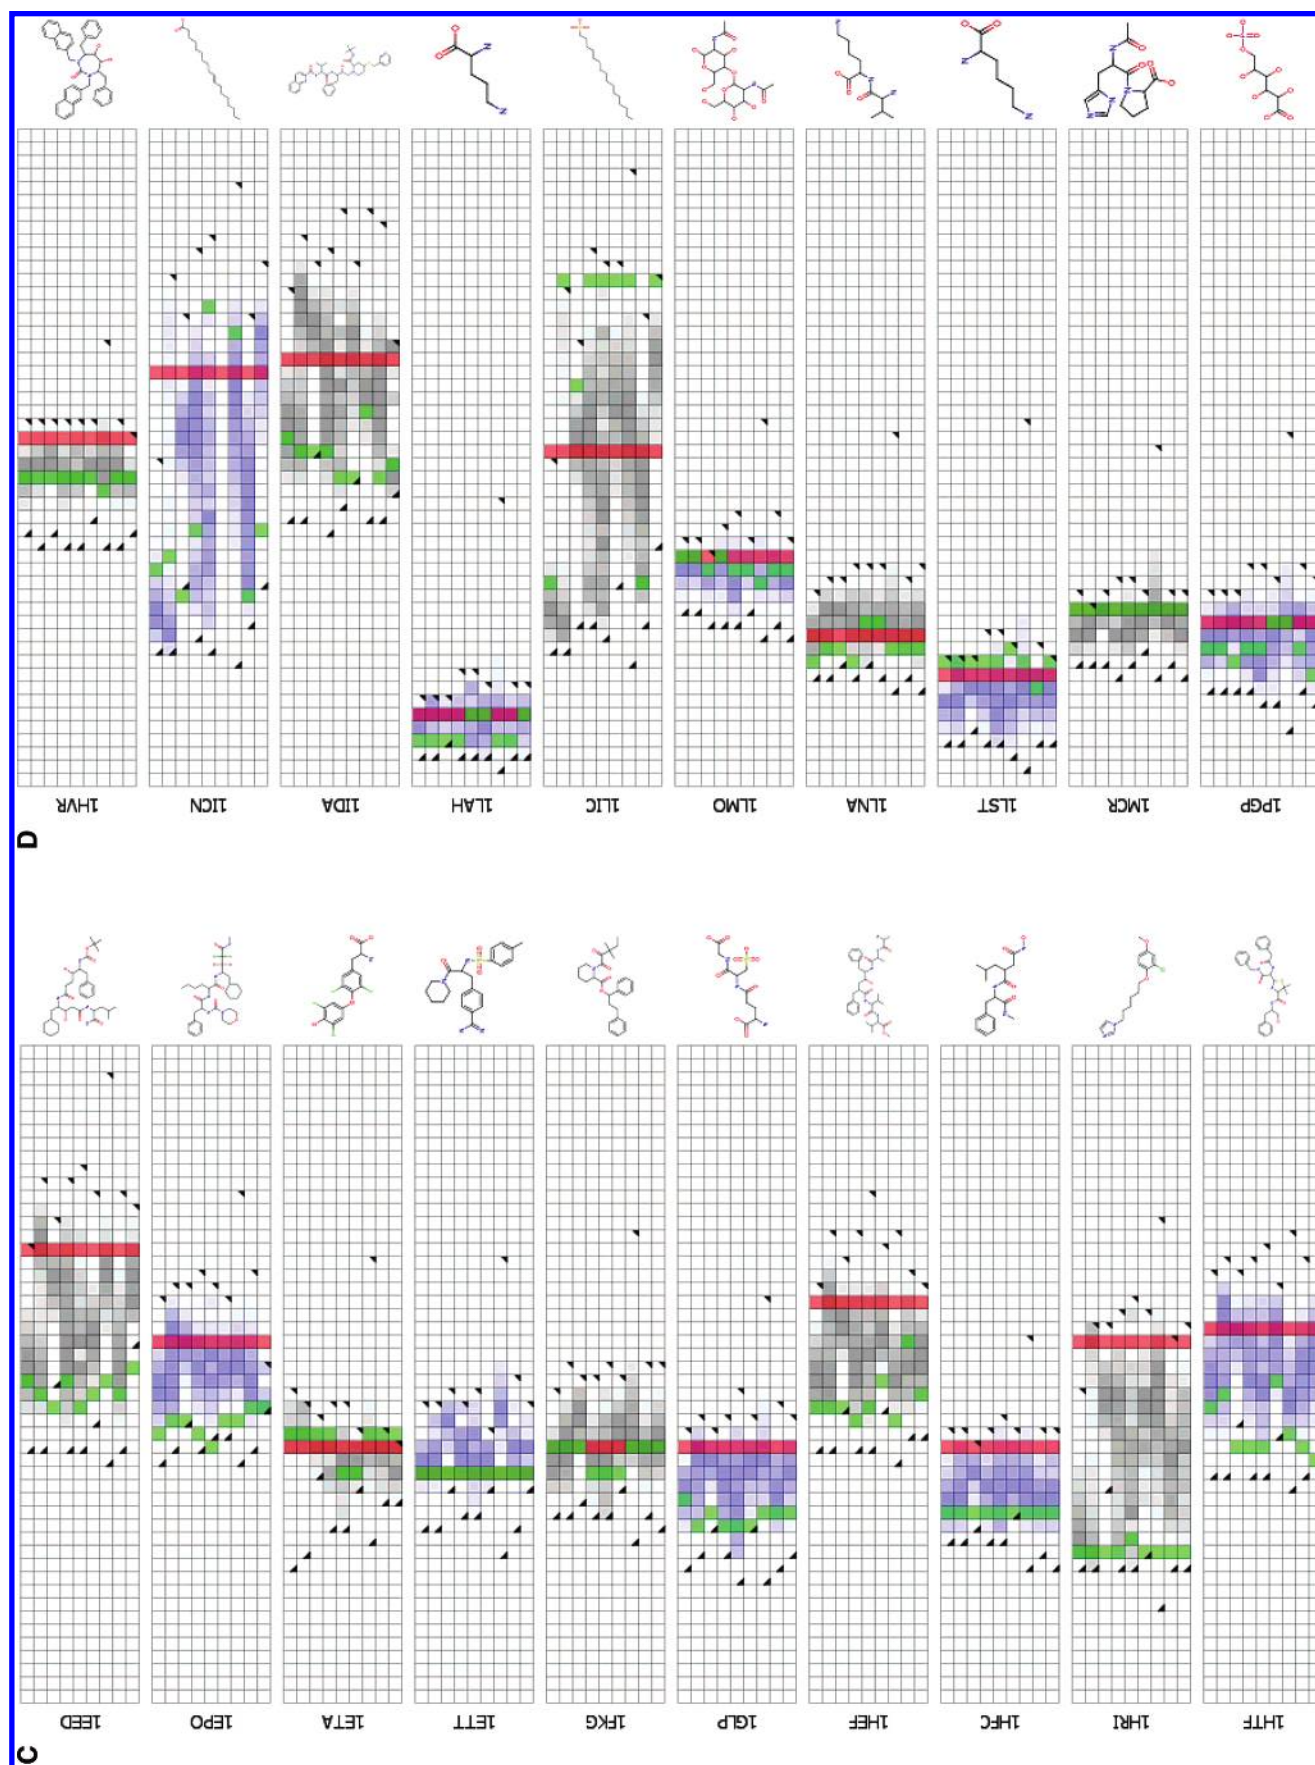 D
1HVR
1ICN
1IDA
1LAH
1LIC
1LMO
1LNA
1LST
1MCR
1PGP
C
1EED
1EPO
1ETA
1ETT
1FKG
1GLP
1HEF
1HFC
1HRI
1HTF